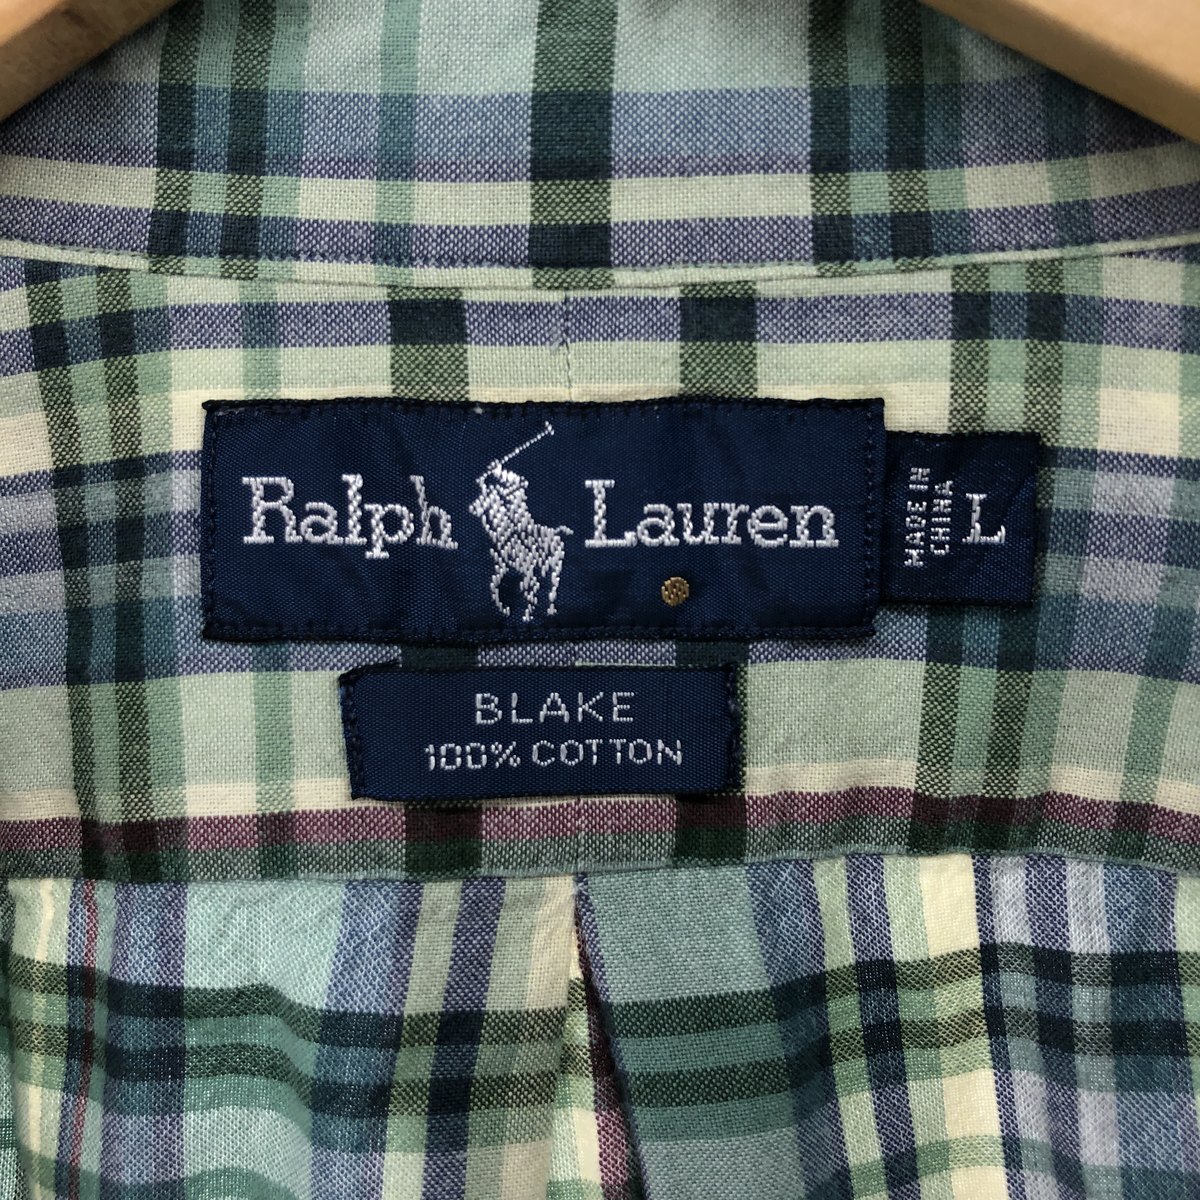 Ralph Lauren
MADE IN
CHINA
L
BLAKE
100% COTTON